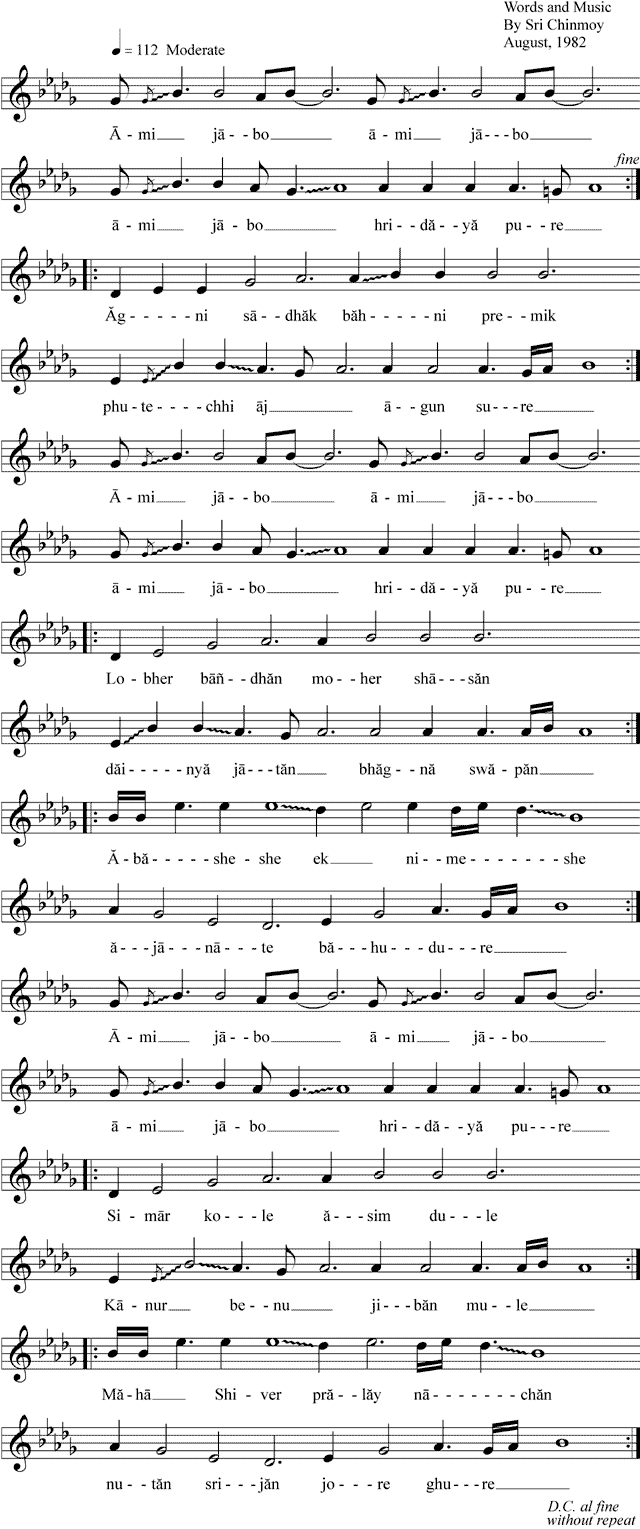 Words and Music
By Sri Chinmoy
August, 1982
= 112 Moderate
Ā - mi jā - - bo ā - mi jā - - - bo
fine
ā - mi jā - bo hri - dā - yă pu - re
Ăg - - - - - ni sā - - dhăk băh - - ni pre - mik
phu - te - - - - - chhi āj ā - - gun su - - re
Ā - mi jā - - bo ā - mi jā - - bo
ā - mi jā - bo hri - dā - yă pu - re
Lo - bher bāñ - - dhăn mo - - her shā - - săn
dăi - - - - - nyă jā - - tăn bhăg - - nă swă - păn
Ă - bă - - - - - she - she ek ni - - me - - - - - - - she
ă - - jā - - nā - - te bă - - hu - - du - - re
Ā - mi jā - - bo ā - mi jā - - bo
ā - mi jā - bo hri - dā - yă pu - - - re
Si - mār ko - - - le ă - - - sim du - - - le
Kā - nur be - - nu ji - - - băn mu - le
Mă - hā Shi - ver pră - - lăy nā - - - - - chăn
nu - - tăn sri - - jăn jo - - re ghu - re
D.C. al fine
without repeat